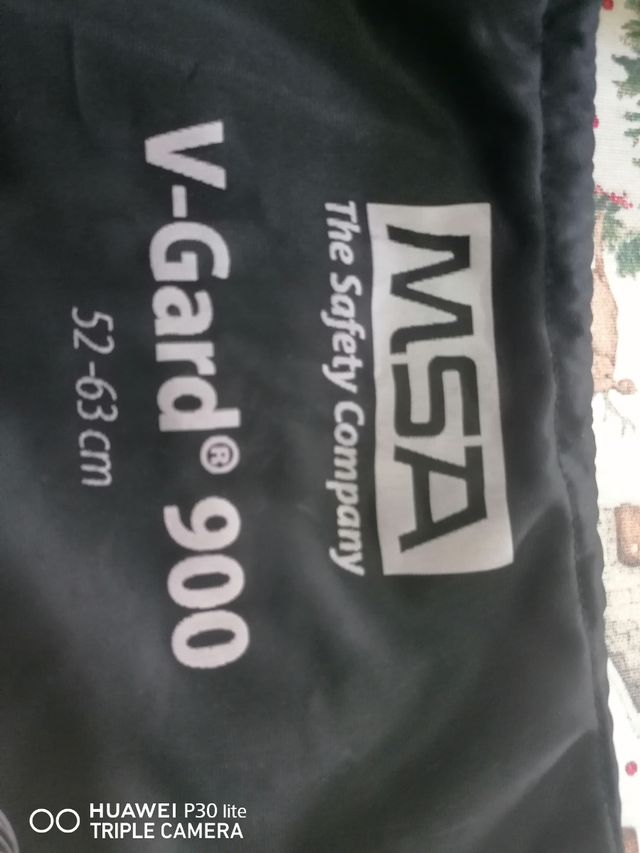 MSA
The Safety Company
V-Gard® 900
52-63 cm
HUAWEI P30 lite
TRIPLE CAMERA